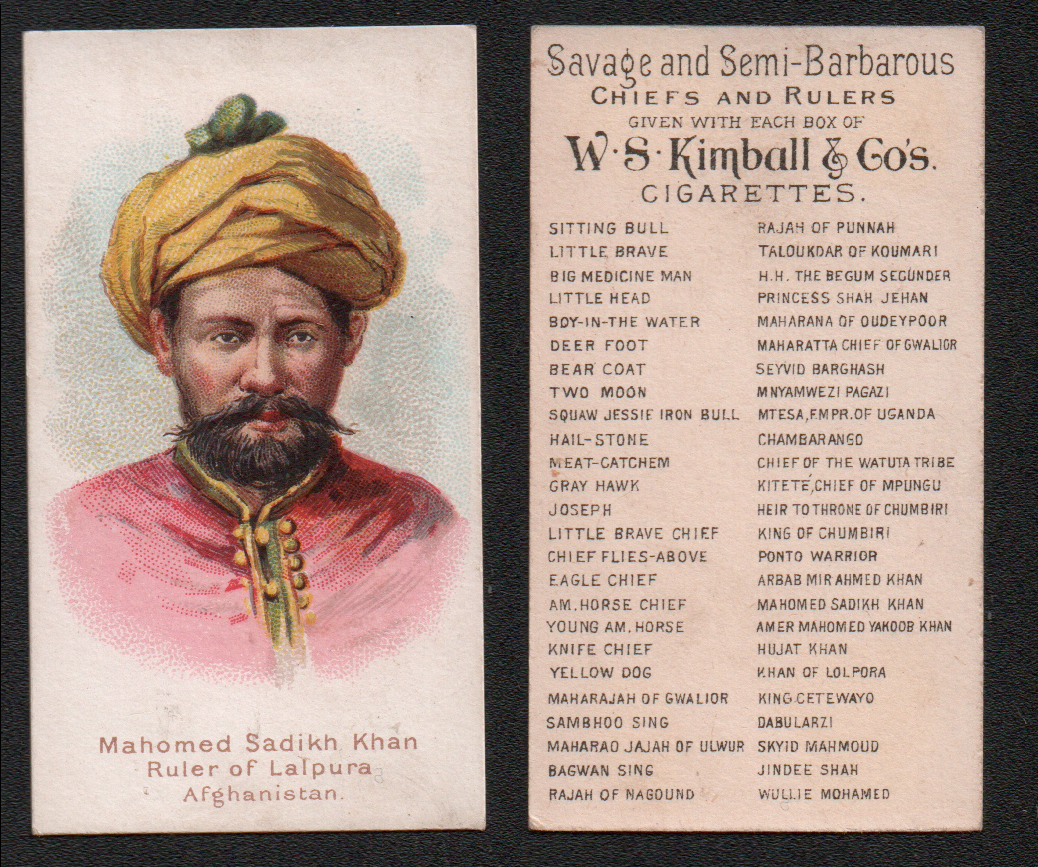 Mahomed Sadikh Khan
Ruler of Lalpura
Afghanistan.
Savage and Semi-Barbarous
CHIEFS AND RULERS
GIVEN WITH EACH BOX OF
W·S·Kimball & Co's.
CIGARETTES.
SITTING BULL
LITTLE BRAVE
BIG MEDICINE MAN
LITTLE HEAD
BOY-IN-THE WATER
DEER FOOT
BEAR COAT
TWO MOON
SQUAW JESSIE IRON BULL
HAIL-STONE
MEAT-CATCHEM
GRAY HAWK
JOSEPH
LITTLE BRAVE CHIEF
CHIEF FLIES-ABOVE
EAGLE CHIEF
AM. HORSE CHIEF
YOUNG AM. HORSE
KNIFE CHIEF
YELLOW DOG
MAHARAJAH OF GWALIOR
SAMBHOO SING
MAHARAO JAJAH OF ULWUR
BAGWAN SING
RAJAH OF NAGOUND
RAJAH OF PUNNAH
TALOUKDAR OF KOUMARI
H.H. THE BEGUM SECUNDER
PRINCESS SHAH JEHAN
MAHARANA OF OUDEYPOOR
MAHARATTA CHIEF OF GWALIOR
SEYVID BARGHASH
MNYAMWEZI PAGAZI
MTESA, EMPR. OF UGANDA
CHAMBARANGO
CHIEF OF THE WATUTA TRIBE
KITETE, CHIEF OF MPUNGU
HEIR TO THRONE OF CHUMBIRI
KING OF CHUMBIRI
PONTO WARRIOR
ARBAB MIR AHMED KHAN
MAHOMED SADIKH KHAN
AMER MAHOMED YAKOOB KHAN
HUJAT KHAN
KHAN OF LOLPORA
KING CETEWAYO
DABULARZI
SKYID MAHMOUD
JINDEE SHAH
WULLIE MOHAMED